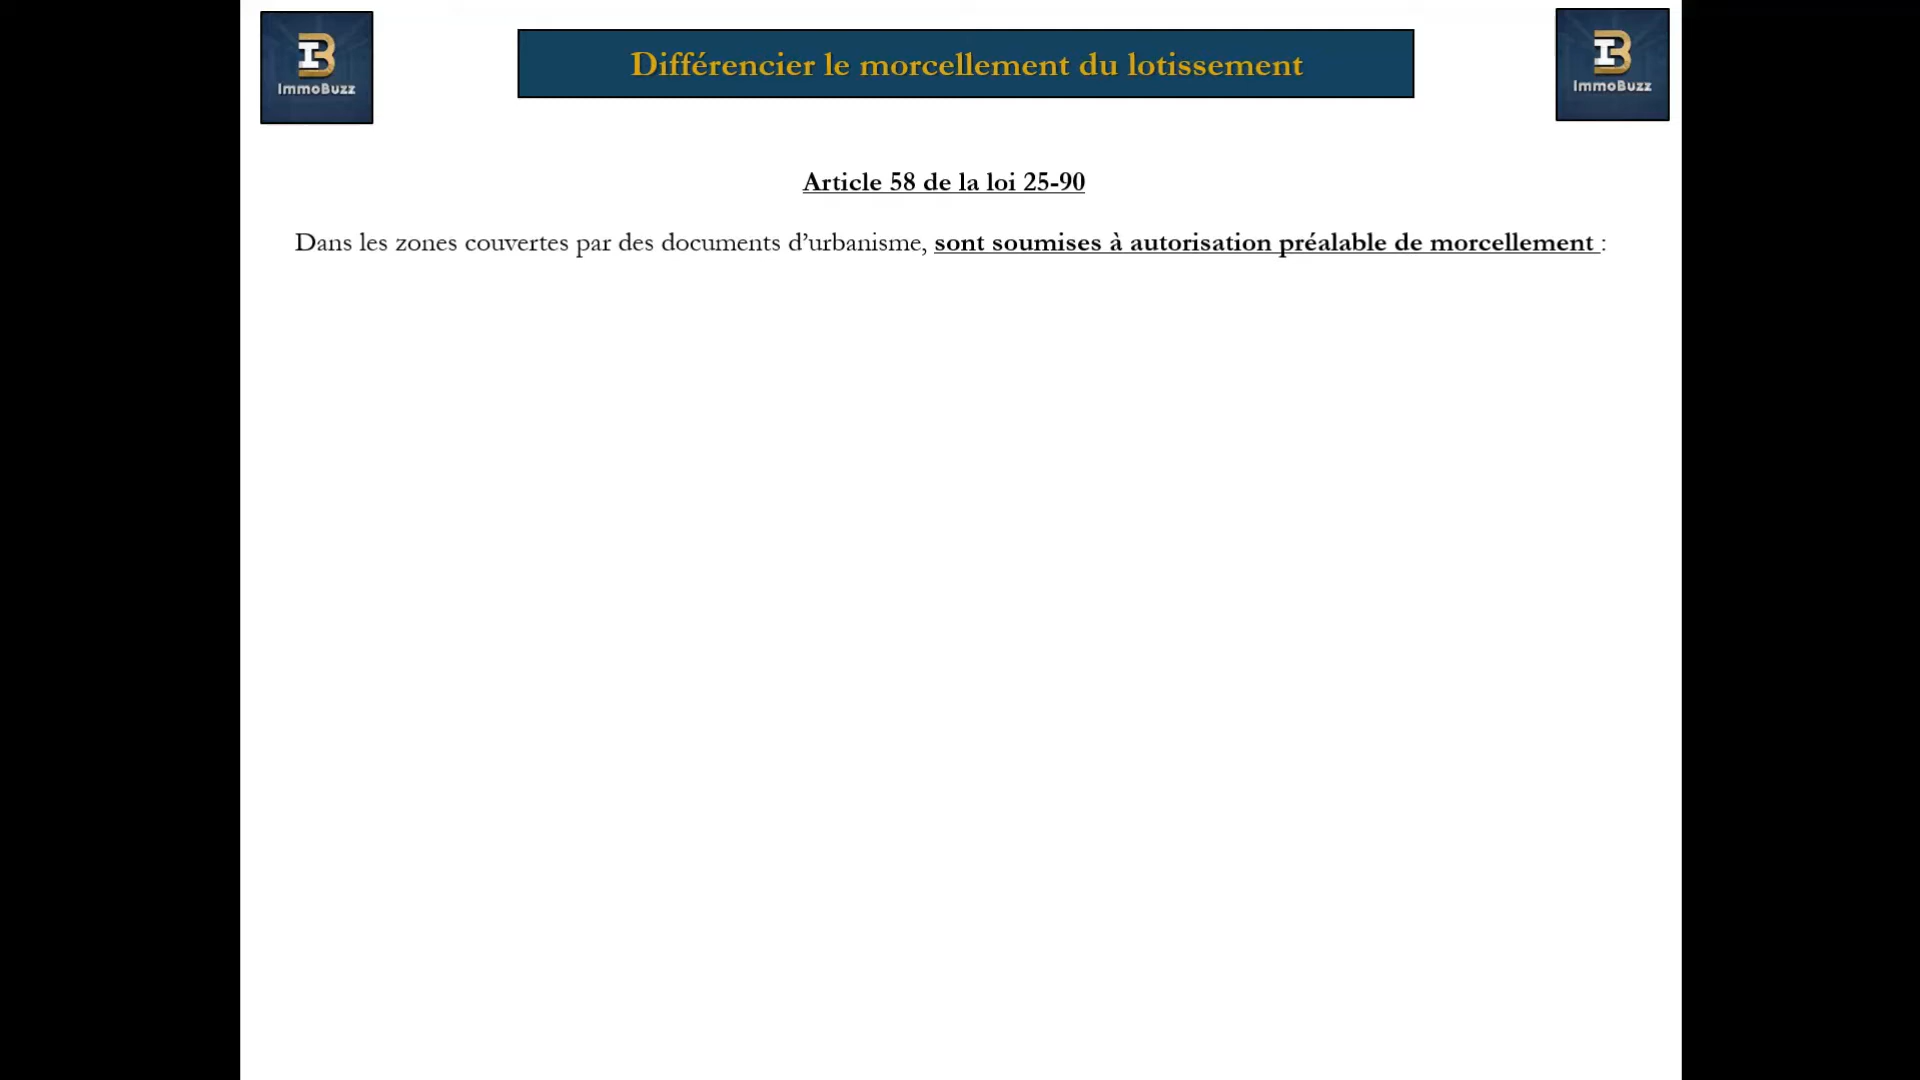 ImmoBuzz
Différencier le morcellement du lotissement
ImmoBuzz
Article 58 de la loi 25-90
Dans les zones couvertes par des documents d’urbanisme, sont soumises à autorisation préalable de morcellement :